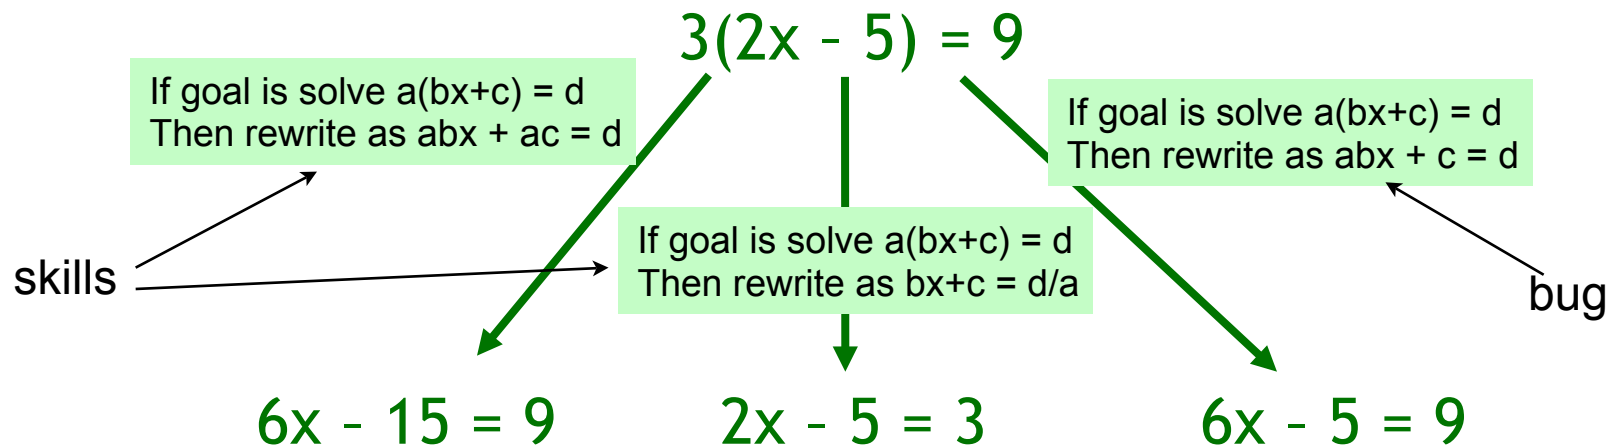 3(2x - 5) = 9
If goal is solve a(bx+c) = d
Then rewrite as abx + ac = d
If goal is solve a(bx+c) = d
Then rewrite as abx + c = d
If goal is solve a(bx+c) = d
Then rewrite as bx+c = d/a
skills
bug
6x - 15 = 9
2x - 5 = 3
6x - 5 = 9